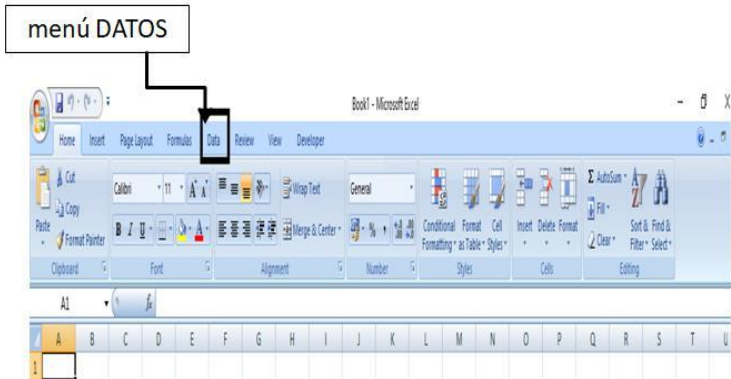 menú DATOS
Book1 - Microsoft Excel
Home Insert Page Layout Formulas Data Review View Developer
Cut Calibri 11 A A Wrap Text General Σ AutoSum
Copy Fill
Paste Format Painter B I U Merge & Center $ % , Conditional Formatting Format as Table Cell Styles Insert Delete Format Clear Sort & Filter Find & Select
Clipboard Font Alignment Number Styles Cells Editing
A1 fx
A B C D E F G H I J K L M N O P Q R S T U
1